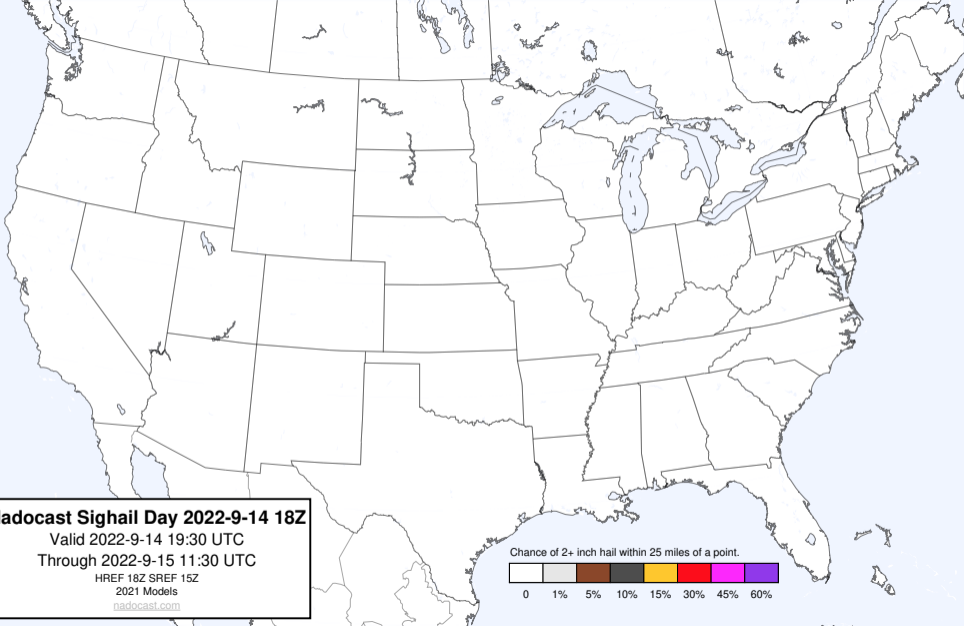 adocast Sighail Day 2022-9-14 18Z
Valid 2022-9-14 19:30 UTC
Through 2022-9-15 11:30 UTC
HREF 18Z SREF 15Z
2021 Models
nadocast.com
Chance of 2+ inch hail within 25 miles of a point.
0 1% 5% 10% 15% 30% 45% 60%